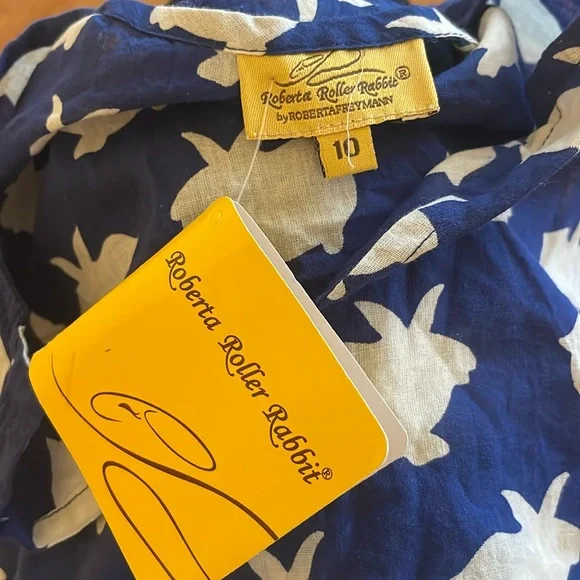 Roberta Roller Rabbit®
by ROBERTAFREYMANN
10
Roberta Roller Rabbit®